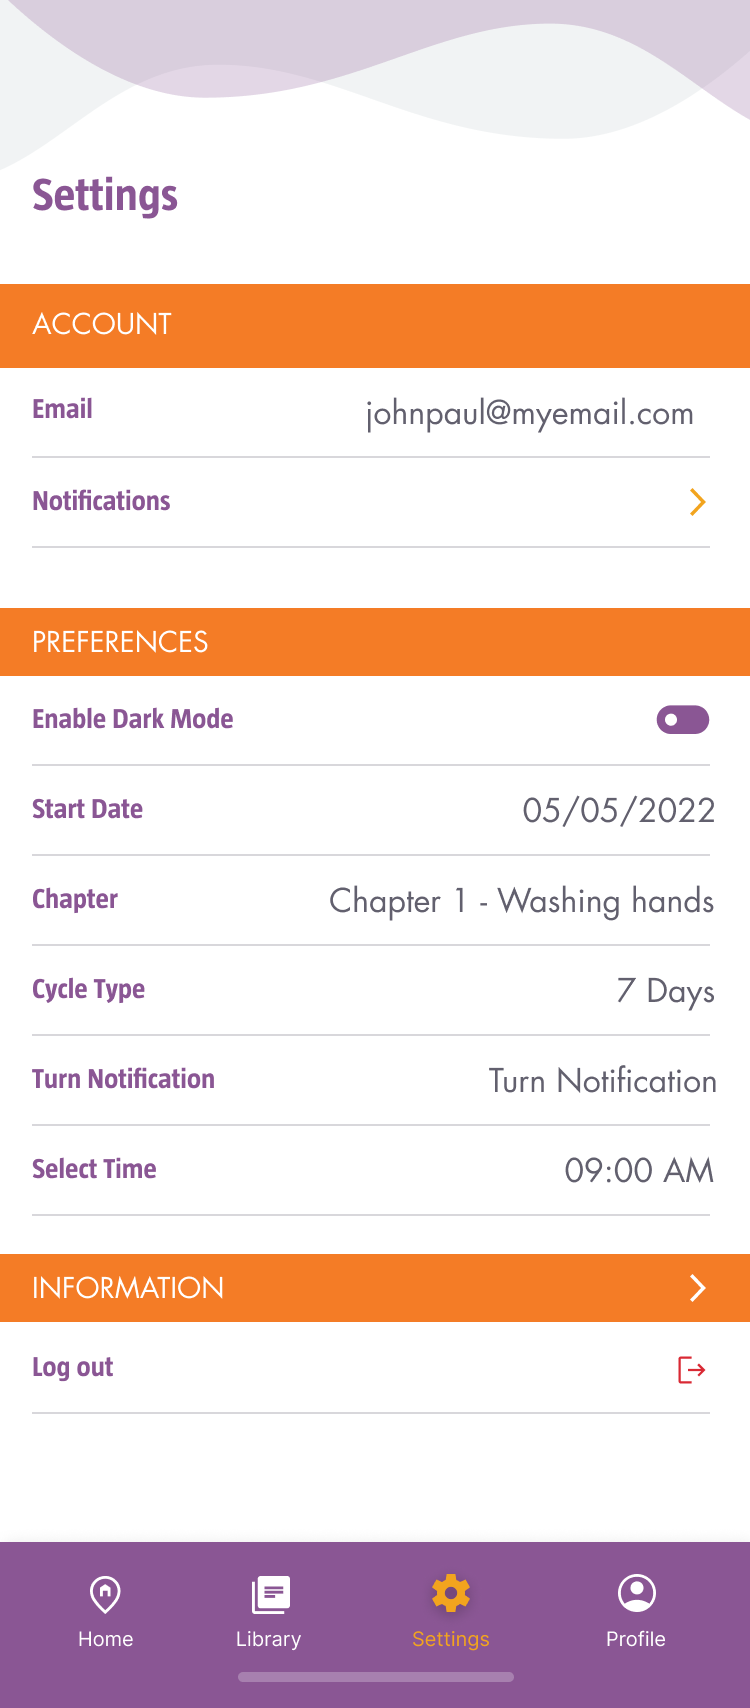 Settings
ACCOUNT
Email johnpaul@myemail.com
Notifications
PREFERENCES
Enable Dark Mode
Start Date 05/05/2022
Chapter Chapter 1 - Washing hands
Cycle Type 7 Days
Turn Notification Turn Notification
Select Time 09:00 AM
INFORMATION
Log out
Home Library Settings Profile